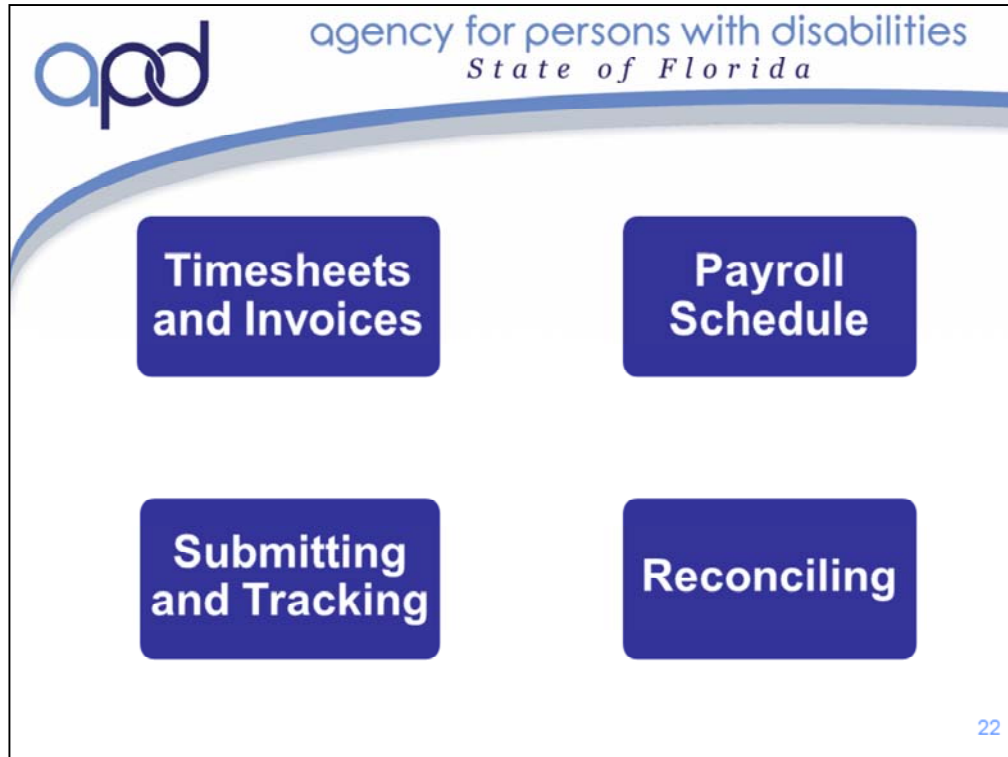 apd
agency for persons with disabilities
State of Florida
Timesheets
and Invoices
Payroll
Schedule
Submitting
and Tracking
Reconciling
22